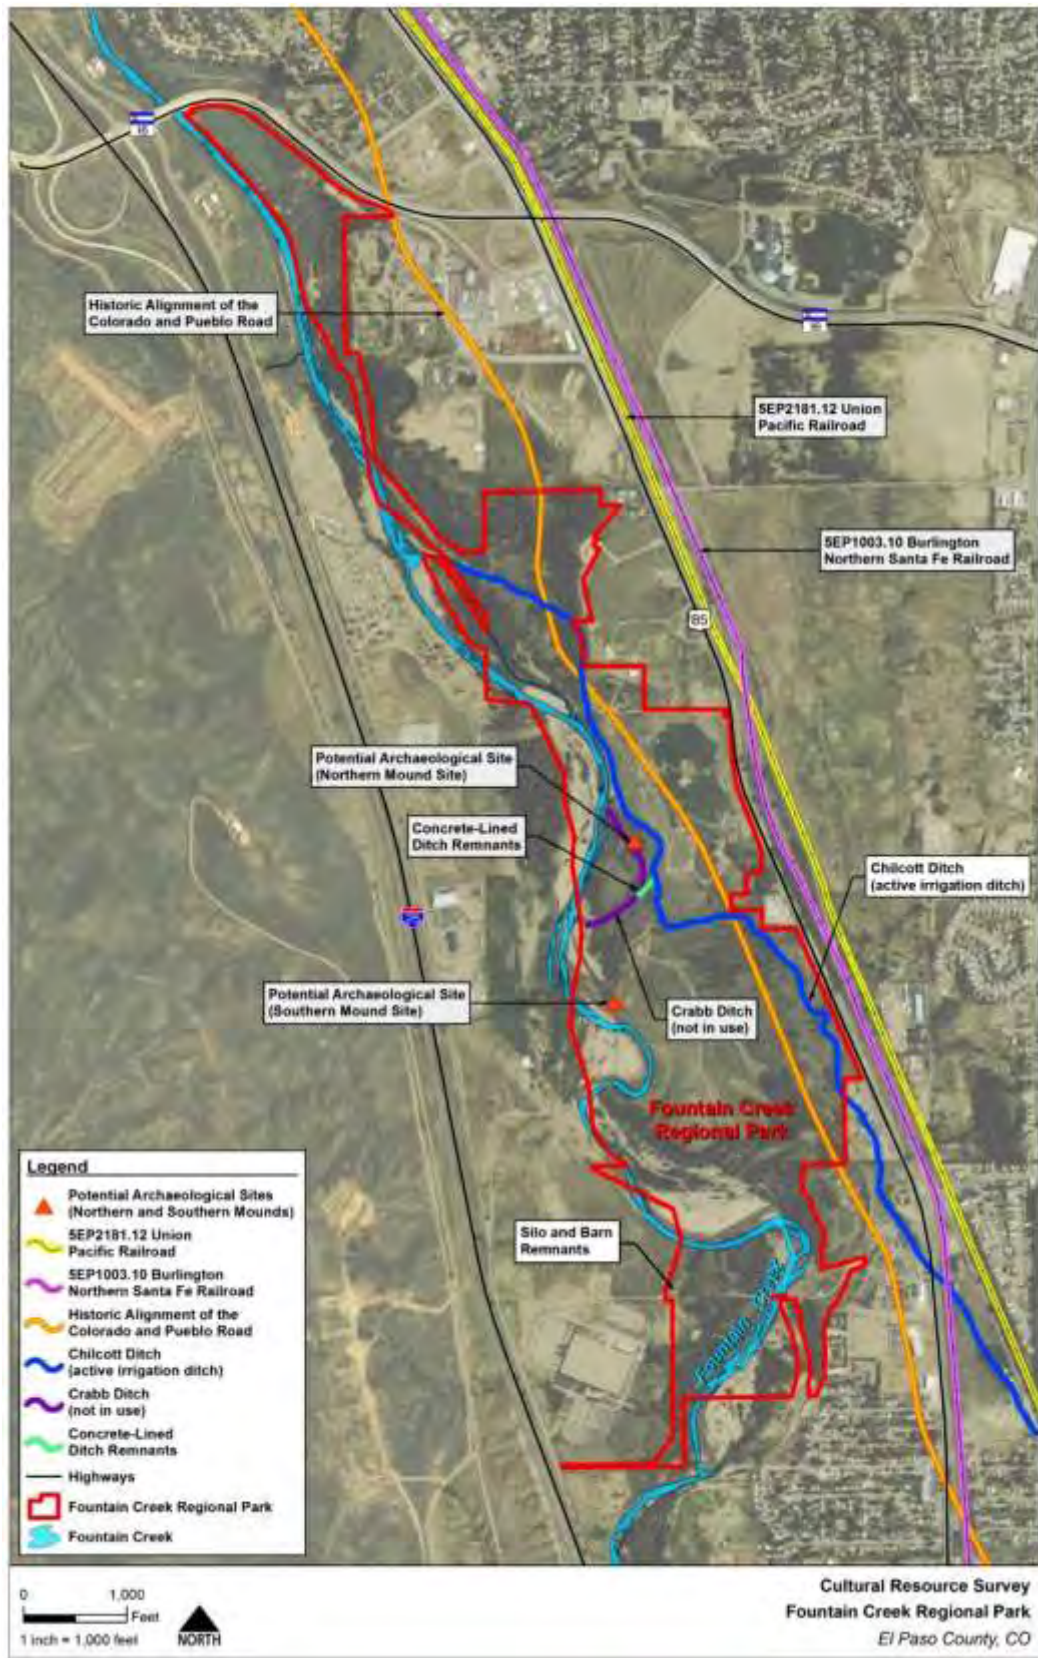 16
Historic Alignment of the
Colorado and Pueblo Road
5EP2181.12 Union
Pacific Railroad
5EP1003.10 Burlington
Northern Santa Fe Railroad
85
Potential Archaeological Site
(Northern Mound Site)
Concrete-Lined
Ditch Remnants
Chilcott Ditch
(active irrigation ditch)
Potential Archaeological Site
(Southern Mound Site)
Crabb Ditch
(not in use)
Fountain Creek
Regional Park
Silo and Barn
Remnants
Fountain Creek
Legend
Potential Archaeological Sites
(Northern and Southern Mounds)
5EP2181.12 Union
Pacific Railroad
5EP1003.10 Burlington
Northern Santa Fe Railroad
Historic Alignment of the
Colorado and Pueblo Road
Chilcott Ditch
(active irrigation ditch)
Crabb Ditch
(not in use)
Concrete-Lined
Ditch Remnants
Highways
Fountain Creek Regional Park
Fountain Creek
0 1,000
Feet
1 inch = 1,000 feet
NORTH
Cultural Resource Survey
Fountain Creek Regional Park
El Paso County, CO